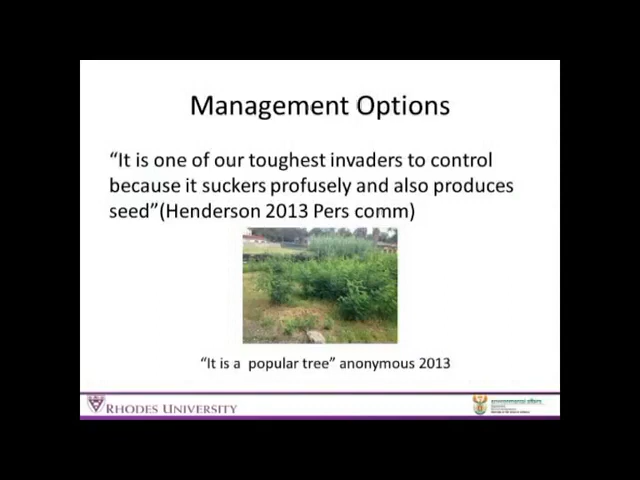 Management Options
“It is one of our toughest invaders to control
because it suckers profusely and also produces
seed”(Henderson 2013 Pers comm)
“It is a  popular tree” anonymous 2013
RHODES UNIVERSITY
environmental affairs